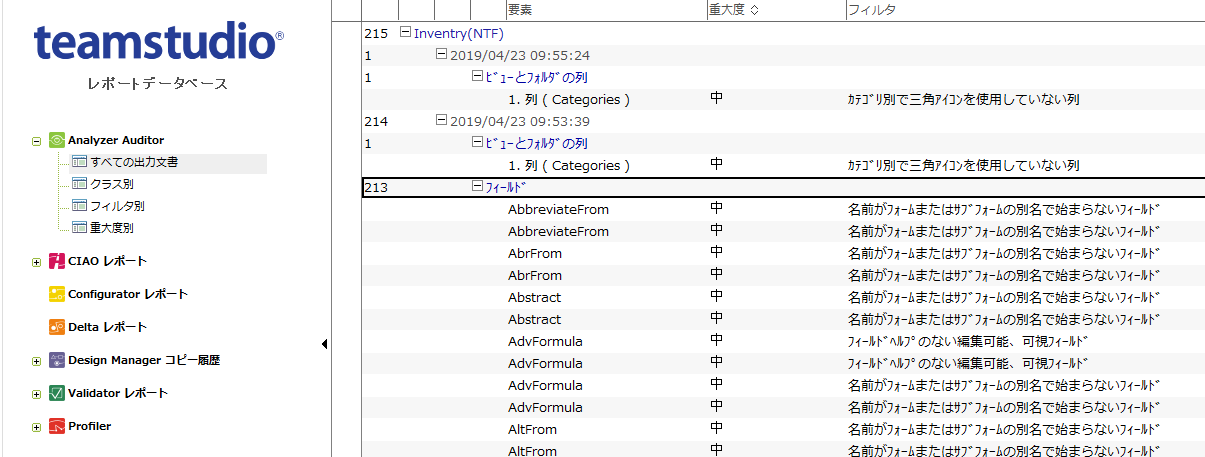 teamstudio®
レポートデータベース
Analyzer Auditor
すべての出力文書
クラス別
フィルタ別
重大度別
CIAO レポート
Configurator レポート
Delta レポート
Design Manager コピー履歴
Validator レポート
Profiler
要素 重大度 フィルタ
215 Inventry(NTF)
1 2019/04/23 09:55:24
1 ﾋﾞｭｰとﾌｫﾙﾀﾞの列
1. 列 ( Categories ) 中 ｶﾃｺﾞﾘ別で三角ｱｲｺﾝを使用していない列
214 2019/04/23 09:53:39
1 ﾋﾞｭｰとﾌｫﾙﾀﾞの列
1. 列 ( Categories ) 中 ｶﾃｺﾞﾘ別で三角ｱｲｺﾝを使用していない列
213 ﾌｨｰﾙﾄﾞ
AbbreviateFrom 中 名前がﾌｫｰﾑまたはｻﾌﾞﾌｫｰﾑの別名で始まらないﾌｨｰﾙﾄﾞ
AbbreviateFrom 中 名前がﾌｫｰﾑまたはｻﾌﾞﾌｫｰﾑの別名で始まらないﾌｨｰﾙﾄﾞ
AbrFrom 中 名前がﾌｫｰﾑまたはｻﾌﾞﾌｫｰﾑの別名で始まらないﾌｨｰﾙﾄﾞ
AbrFrom 中 名前がﾌｫｰﾑまたはｻﾌﾞﾌｫｰﾑの別名で始まらないﾌｨｰﾙﾄﾞ
Abstract 中 名前がﾌｫｰﾑまたはｻﾌﾞﾌｫｰﾑの別名で始まらないﾌｨｰﾙﾄﾞ
Abstract 中 名前がﾌｫｰﾑまたはｻﾌﾞﾌｫｰﾑの別名で始まらないﾌｨｰﾙﾄﾞ
AdvFormula 中 ﾌｨｰﾙﾄﾞﾍﾙﾌﾟのない編集可能、可視ﾌｨｰﾙﾄﾞ
AdvFormula 中 ﾌｨｰﾙﾄﾞﾍﾙﾌﾟのない編集可能、可視ﾌｨｰﾙﾄﾞ
AdvFormula 中 名前がﾌｫｰﾑまたはｻﾌﾞﾌｫｰﾑの別名で始まらないﾌｨｰﾙﾄﾞ
AdvFormula 中 名前がﾌｫｰﾑまたはｻﾌﾞﾌｫｰﾑの別名で始まらないﾌｨｰﾙﾄﾞ
AltFrom 中 名前がﾌｫｰﾑまたはｻﾌﾞﾌｫｰﾑの別名で始まらないﾌｨｰﾙﾄﾞ
AltFrom 中 名前がﾌｫｰﾑまたはｻﾌﾞﾌｫｰﾑの別名で始まらないﾌｨｰﾙﾄﾞ